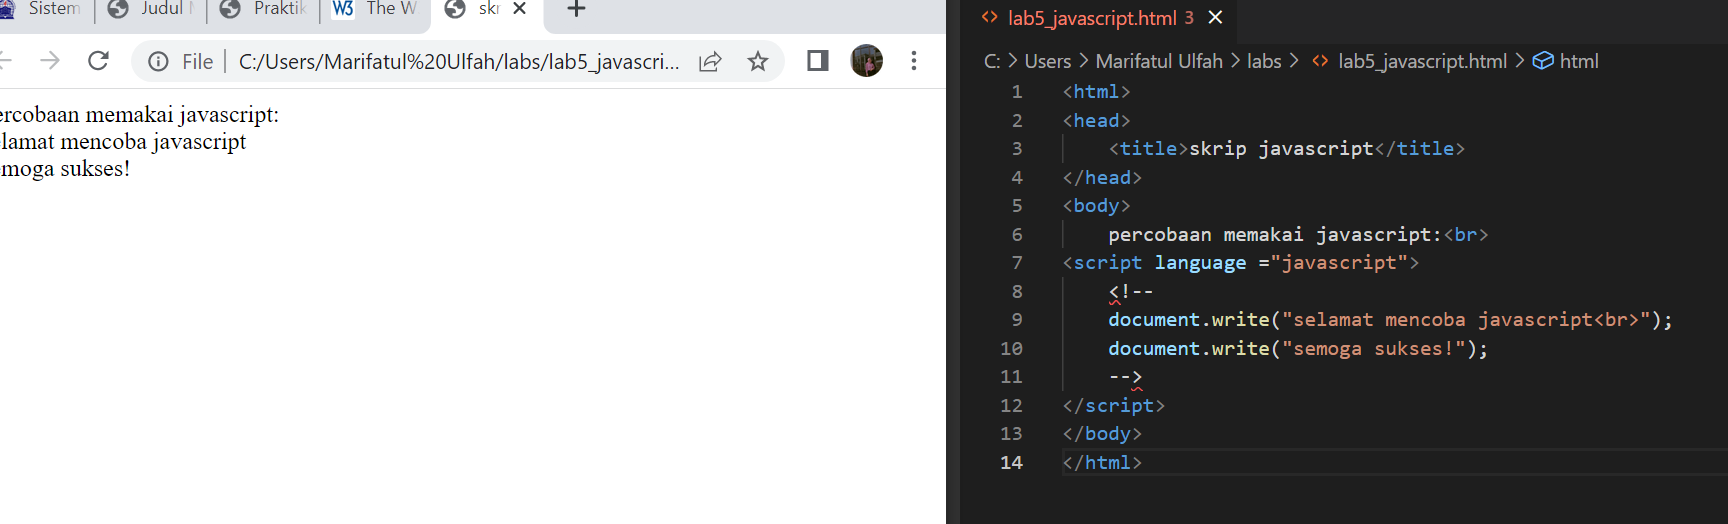 Sistem
Judul
Praktik
W3 The W
skr
File C:/Users/Marifatul%20Ulfah/labs/lab5_javascri...
ercobaan memakai javascript:
lamat mencoba javascript
moga sukses!
lab5_javascript.html 3
C: > Users > Marifatul Ulfah > labs > lab5_javascript.html > html
1 <html>
2 <head>
3 <title>skrip javascript</title>
4 </head>
5 <body>
6 percobaan memakai javascript:<br>
7 <script language ="javascript">
8 <!--
9 document.write("selamat mencoba javascript<br>");
10 document.write("semoga sukses!");
11 -->
12 </script>
13 </body>
14 </html>